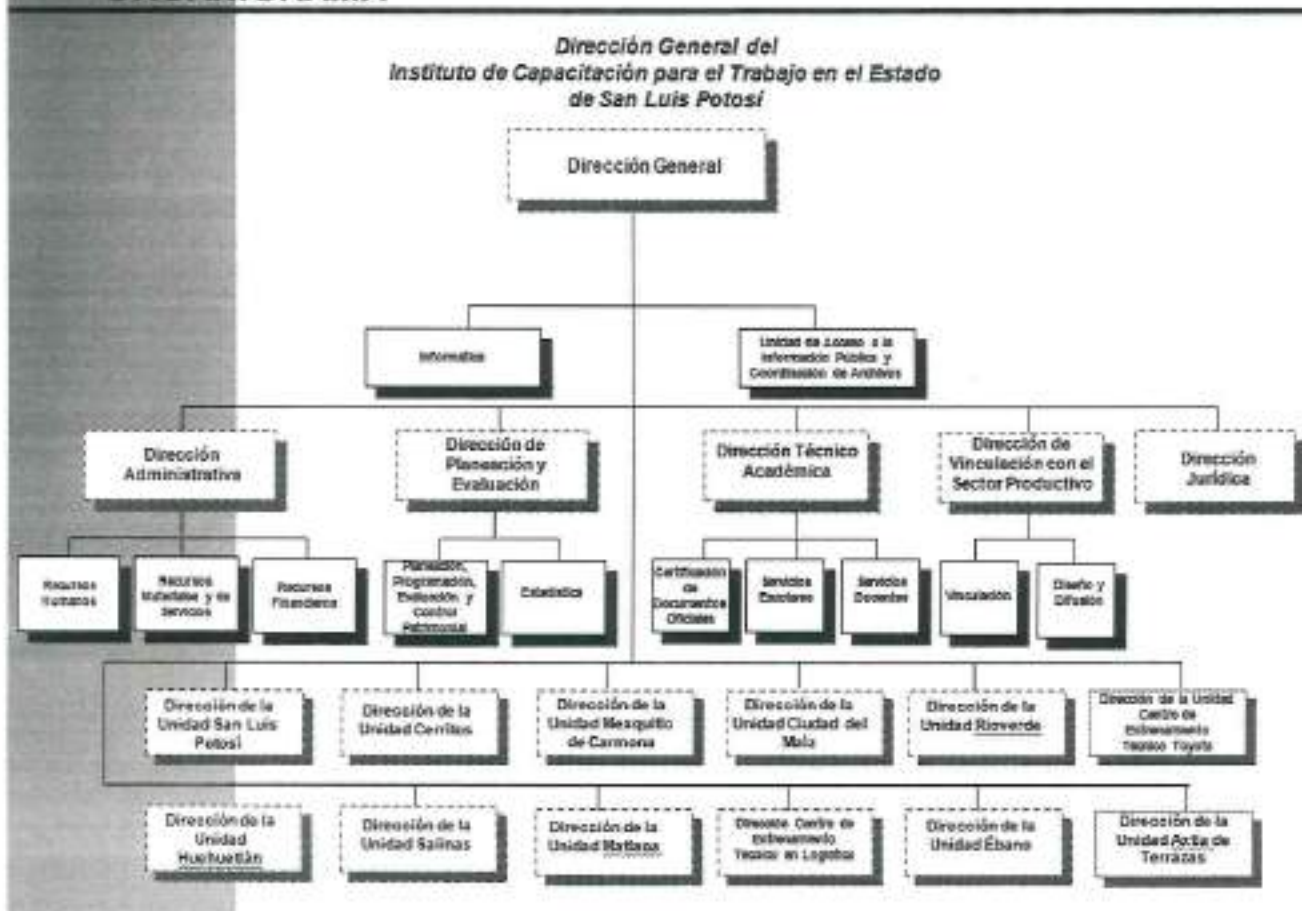 Dirección General del
Instituto de Capacitación para el Trabajo en el Estado
de San Luis Potosí
Dirección General
Informática
Unidad de Acceso a la
Información Pública y
Coordinación de Archivos
Dirección
Administrativa
Dirección de
Planeación y
Evaluación
Dirección Técnico
Académica
Dirección de
Vinculación con el
Sector Productivo
Dirección
Jurídica
Recursos
Humanos
Recursos
Materiales y de
Servicios
Recursos
Financieros
Planeación,
Programación,
Evaluación y
Control
Patrimonial
Estadística
Certificación
de
Documentos
Oficiales
Servicios
Escolares
Servicios
Docentes
Vinculación
Diseño y
Difusión
Dirección de la
Unidad San Luis
Potosí
Dirección de la
Unidad Cerritos
Dirección de la
Unidad Mezquitic
de Carmona
Dirección de la
Unidad Ciudad del
Maíz
Dirección de la
Unidad Rioverde
Dirección de la Unidad
Centro de
Entrenamiento
Técnico Toyota
Dirección de la
Unidad
Huehuetlán
Dirección de la
Unidad Salinas
Dirección de la
Unidad Matlapa
Dirección Centro de
Entrenamiento
Técnico en Logística
Dirección de la
Unidad Ébano
Dirección de la
Unidad Axtla de
Terrazas